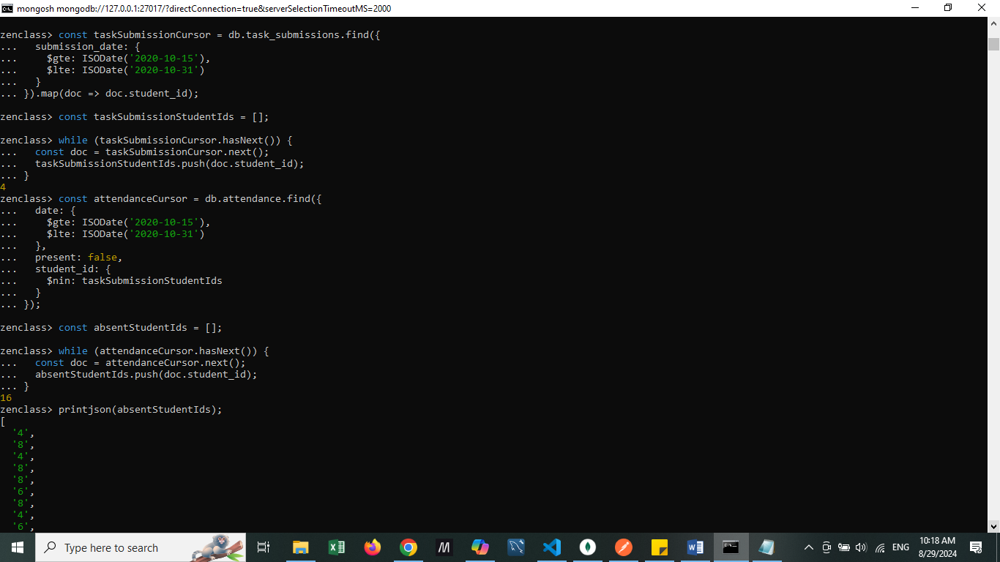 mongosh mongodb://127.0.0.1:27017/?directConnection=true&serverSelectionTimeoutMS=2000
zenclass> const taskSubmissionCursor = db.task_submissions.find({
...   submission_date: {
...     $gte: ISODate('2020-10-15'),
...     $lte: ISODate('2020-10-31')
...   }
... }).map(doc => doc.student_id);
zenclass> const taskSubmissionStudentIds = [];
zenclass> while (taskSubmissionCursor.hasNext()) {
...   const doc = taskSubmissionCursor.next();
...   taskSubmissionStudentIds.push(doc.student_id);
... }
4
zenclass> const attendanceCursor = db.attendance.find({
...   date: {
...     $gte: ISODate('2020-10-15'),
...     $lte: ISODate('2020-10-31')
...   },
...   present: false,
...   student_id: {
...     $nin: taskSubmissionStudentIds
...   }
... });
zenclass> const absentStudentIds = [];
zenclass> while (attendanceCursor.hasNext()) {
...   const doc = attendanceCursor.next();
...   absentStudentIds.push(doc.student_id);
... }
16
zenclass> printjson(absentStudentIds);
[
  '4',
  '8',
  '4',
  '8',
  '8',
  '6',
  '8',
  '4',
  '6',
Type here to search
ENG
10:18 AM
8/29/2024